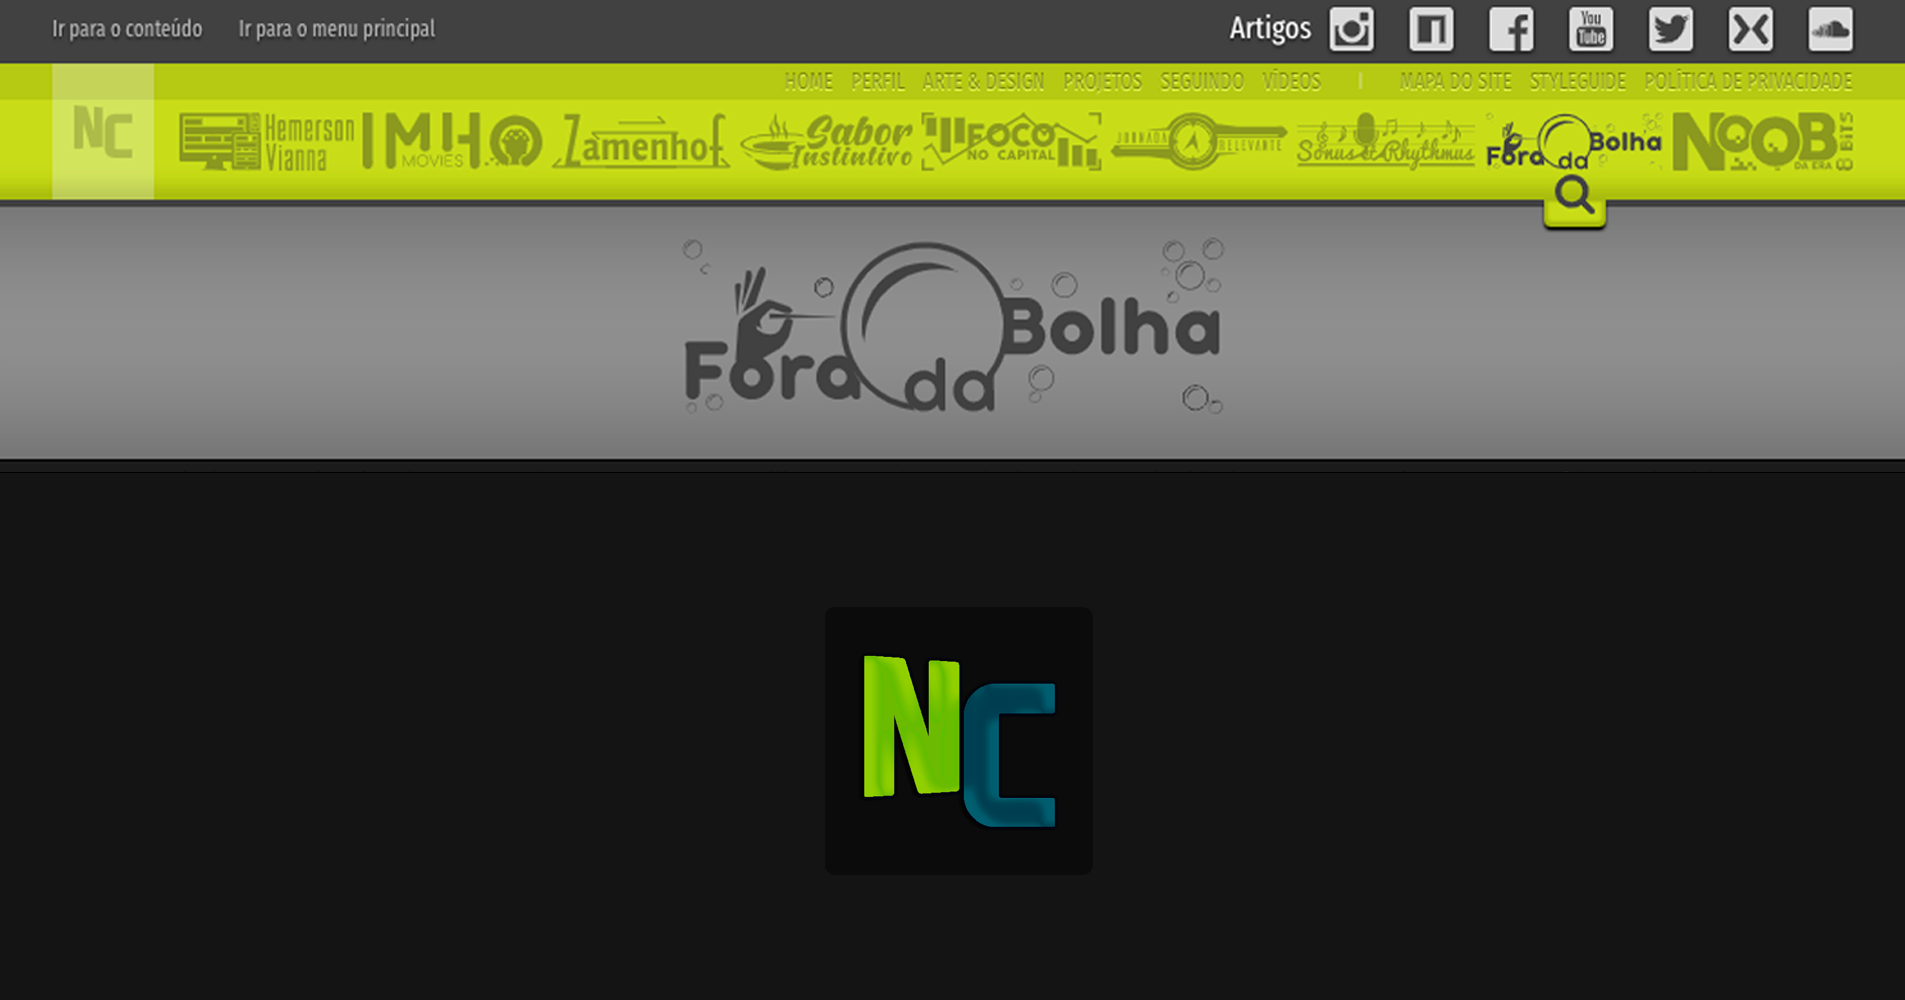 Ir para o conteúdo Ir para o menu principal Artigos You Tube
HOME PERFIL ARTE & DESIGN PROJETOS SEGUINDO VÍDEOS | MAPA DO SITE STYLEGUIDE POLÍTICA DE PRIVACIDADE
NC
Hemerson Vianna
IMHO MOVIES
Zamenhof
Sabor Instintivo
FOCO NO CAPITAL
JORNADA RELEVANTE
Sonus et Rhythmus
Fora da Bolha
NOOB DA ERA 8 BITS
Fora da Bolha
NC